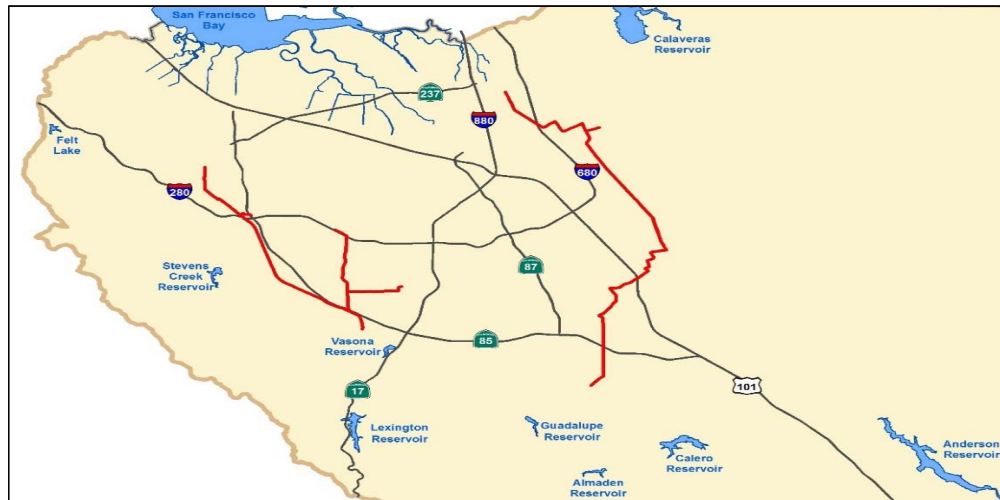 San Francisco
Bay
Calaveras
Reservoir
237
880
Felt
Lake
680
280
Stevens
Creek
Reservoir
87
Vasona
Reservoir
85
101
17
Lexington
Reservoir
Guadalupe
Reservoir
Calero
Reservoir
Anderson
Reservoir
Almaden
Reservoir